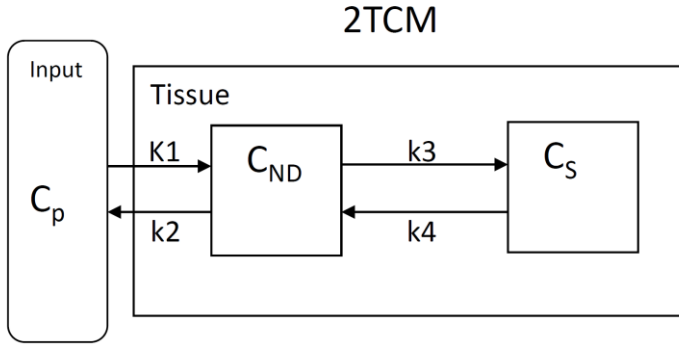 2TCM
Input
Tissue
K1
C_ND
k3
C_S
C_p
k2
k4